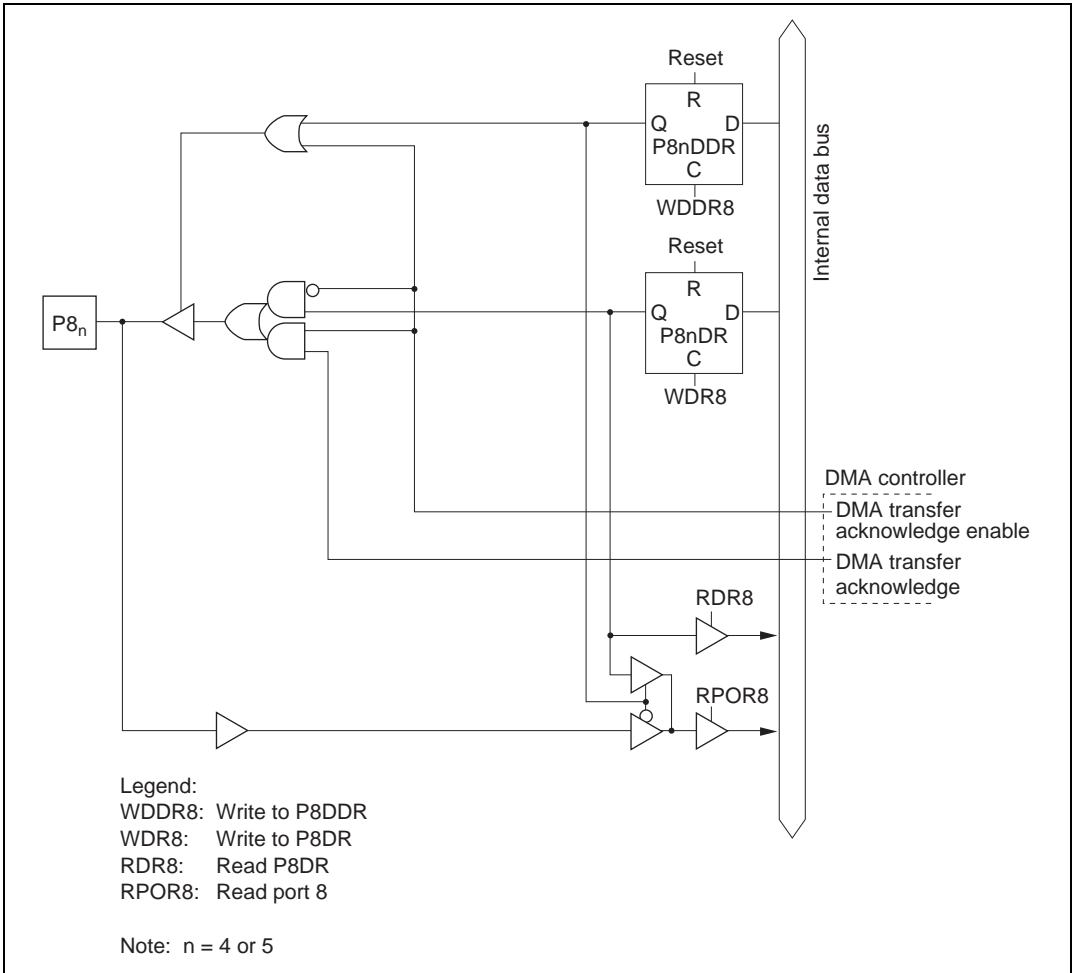 Reset
R
Q D
P8nDDR
C
WDDR8
Internal data bus
Reset
R
Q D
P8nDR
C
WDR8
P8n
DMA controller
DMA transfer
acknowledge enable
DMA transfer
acknowledge
RDR8
RPOR8
Legend:
WDDR8: Write to P8DDR
WDR8: Write to P8DR
RDR8: Read P8DR
RPOR8: Read port 8
Note: n = 4 or 5